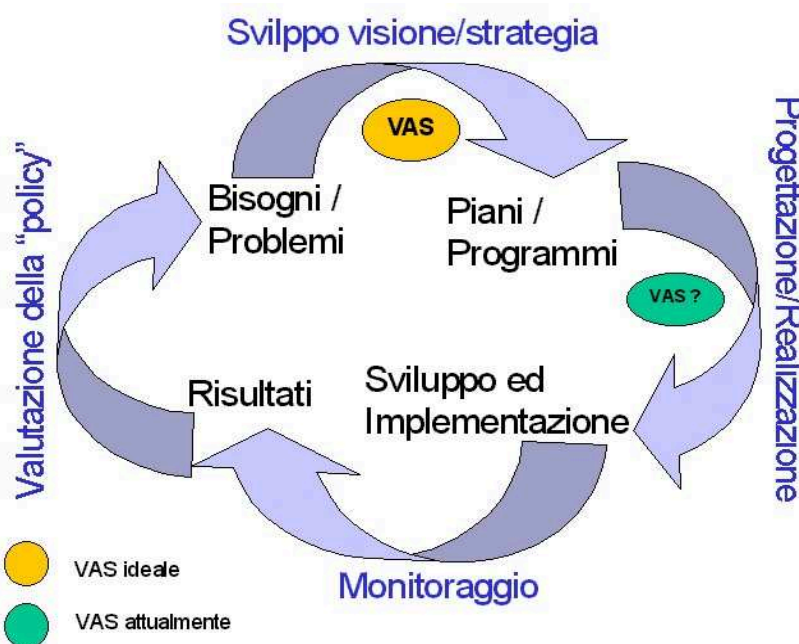 Svilppo visione/strategia
VAS
Bisogni /
Problemi
Piani /
Programmi
Progettazione/Realizzazione
VAS ?
Valutazione della “policy”
Risultati
Sviluppo ed
Implementazione
Monitoraggio
VAS ideale
VAS attualmente